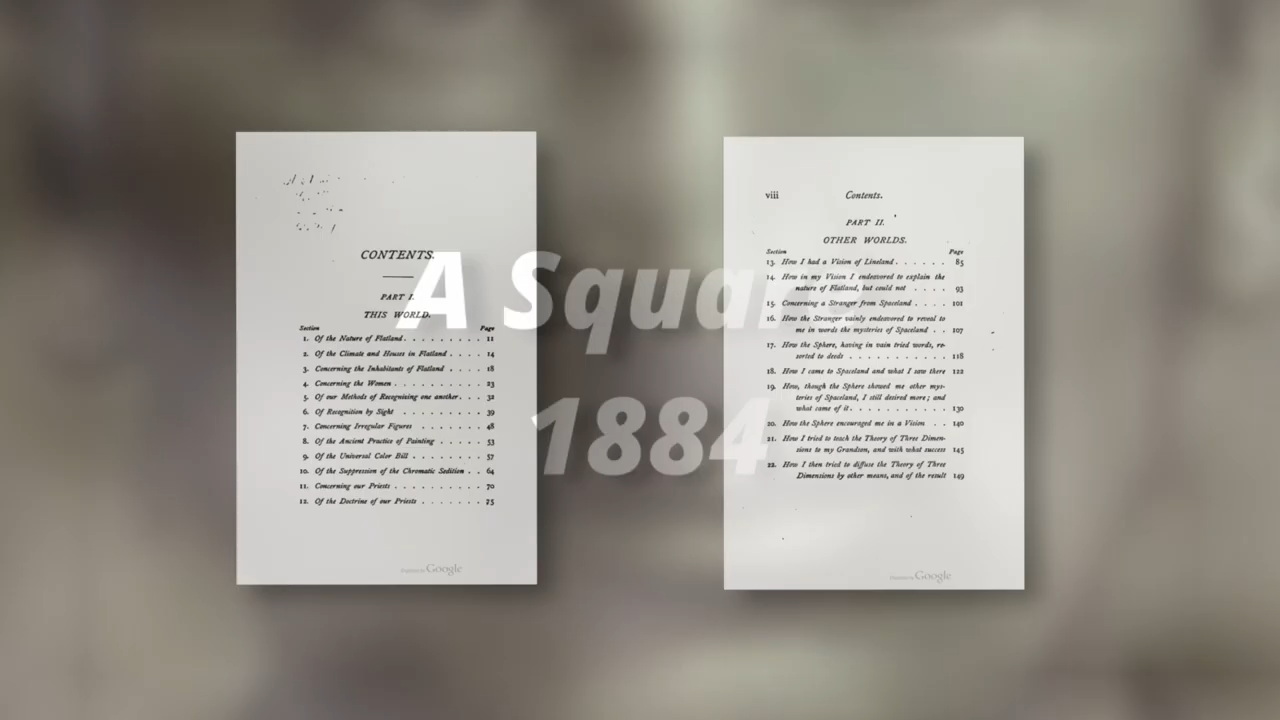 CONTENTS.
PART I.
THIS WORLD.
Section Page
1. Of the Nature of Flatland . . . . . . . . . 11
2. Of the Climate and Houses in Flatland . . . . 14
3. Concerning the Inhabitants of Flatland . . . . 18
4. Concerning the Women . . . . . . . . . . 23
5. Of our Methods of Recognizing one another . . . 32
6. Of Recognition by Sight . . . . . . . . . 39
7. Concerning Irregular Figures . . . . . . . 48
8. Of the Ancient Practice of Painting . . . . . 53
9. Of the Universal Color Bill . . . . . . . . 57
10. Of the Suppression of the Chromatic Sedition . . 64
11. Concerning our Priests . . . . . . . . . . 70
12. Of the Doctrine of our Priests . . . . . . . 75
Google
A Square
1884
viii Contents.
PART II.
OTHER WORLDS.
Section Page
13. How I had a Vision of Lineland . . . . . . 85
14. How in my Vision I endeavored to explain the
nature of Flatland, but could not . . . . 93
15. Concerning a Stranger from Spaceland . . . . 101
16. How the Stranger vainly endeavored to reveal to
me in words the mysteries of Spaceland . . 107
17. How the Sphere, having in vain tried words, re-
sorted to deeds . . . . . . . . . . . 118
18. How I came to Spaceland and what I saw there 122
19. How, though the Sphere showed me other mys-
teries of Spaceland, I still desired more; and
what came of it . . . . . . . . . . . 130
20. How the Sphere encouraged me in a Vision . . 140
21. How I tried to teach the Theory of Three Dimen-
sions to my Grandson, and with what success 145
22. How I then tried to diffuse the Theory of Three
Dimensions by other means, and of the result 149
Google